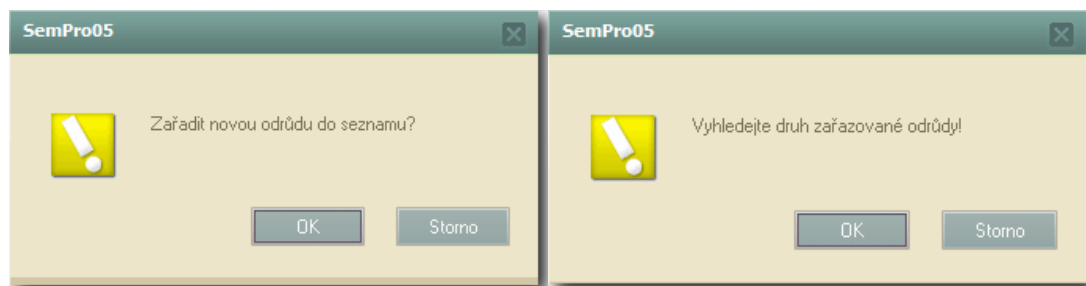 SemPro05
Zařadit novou odrůdu do seznamu?
OK Storno
SemPro05
Vyhledejte druh zařazované odrůdy!
OK Storno